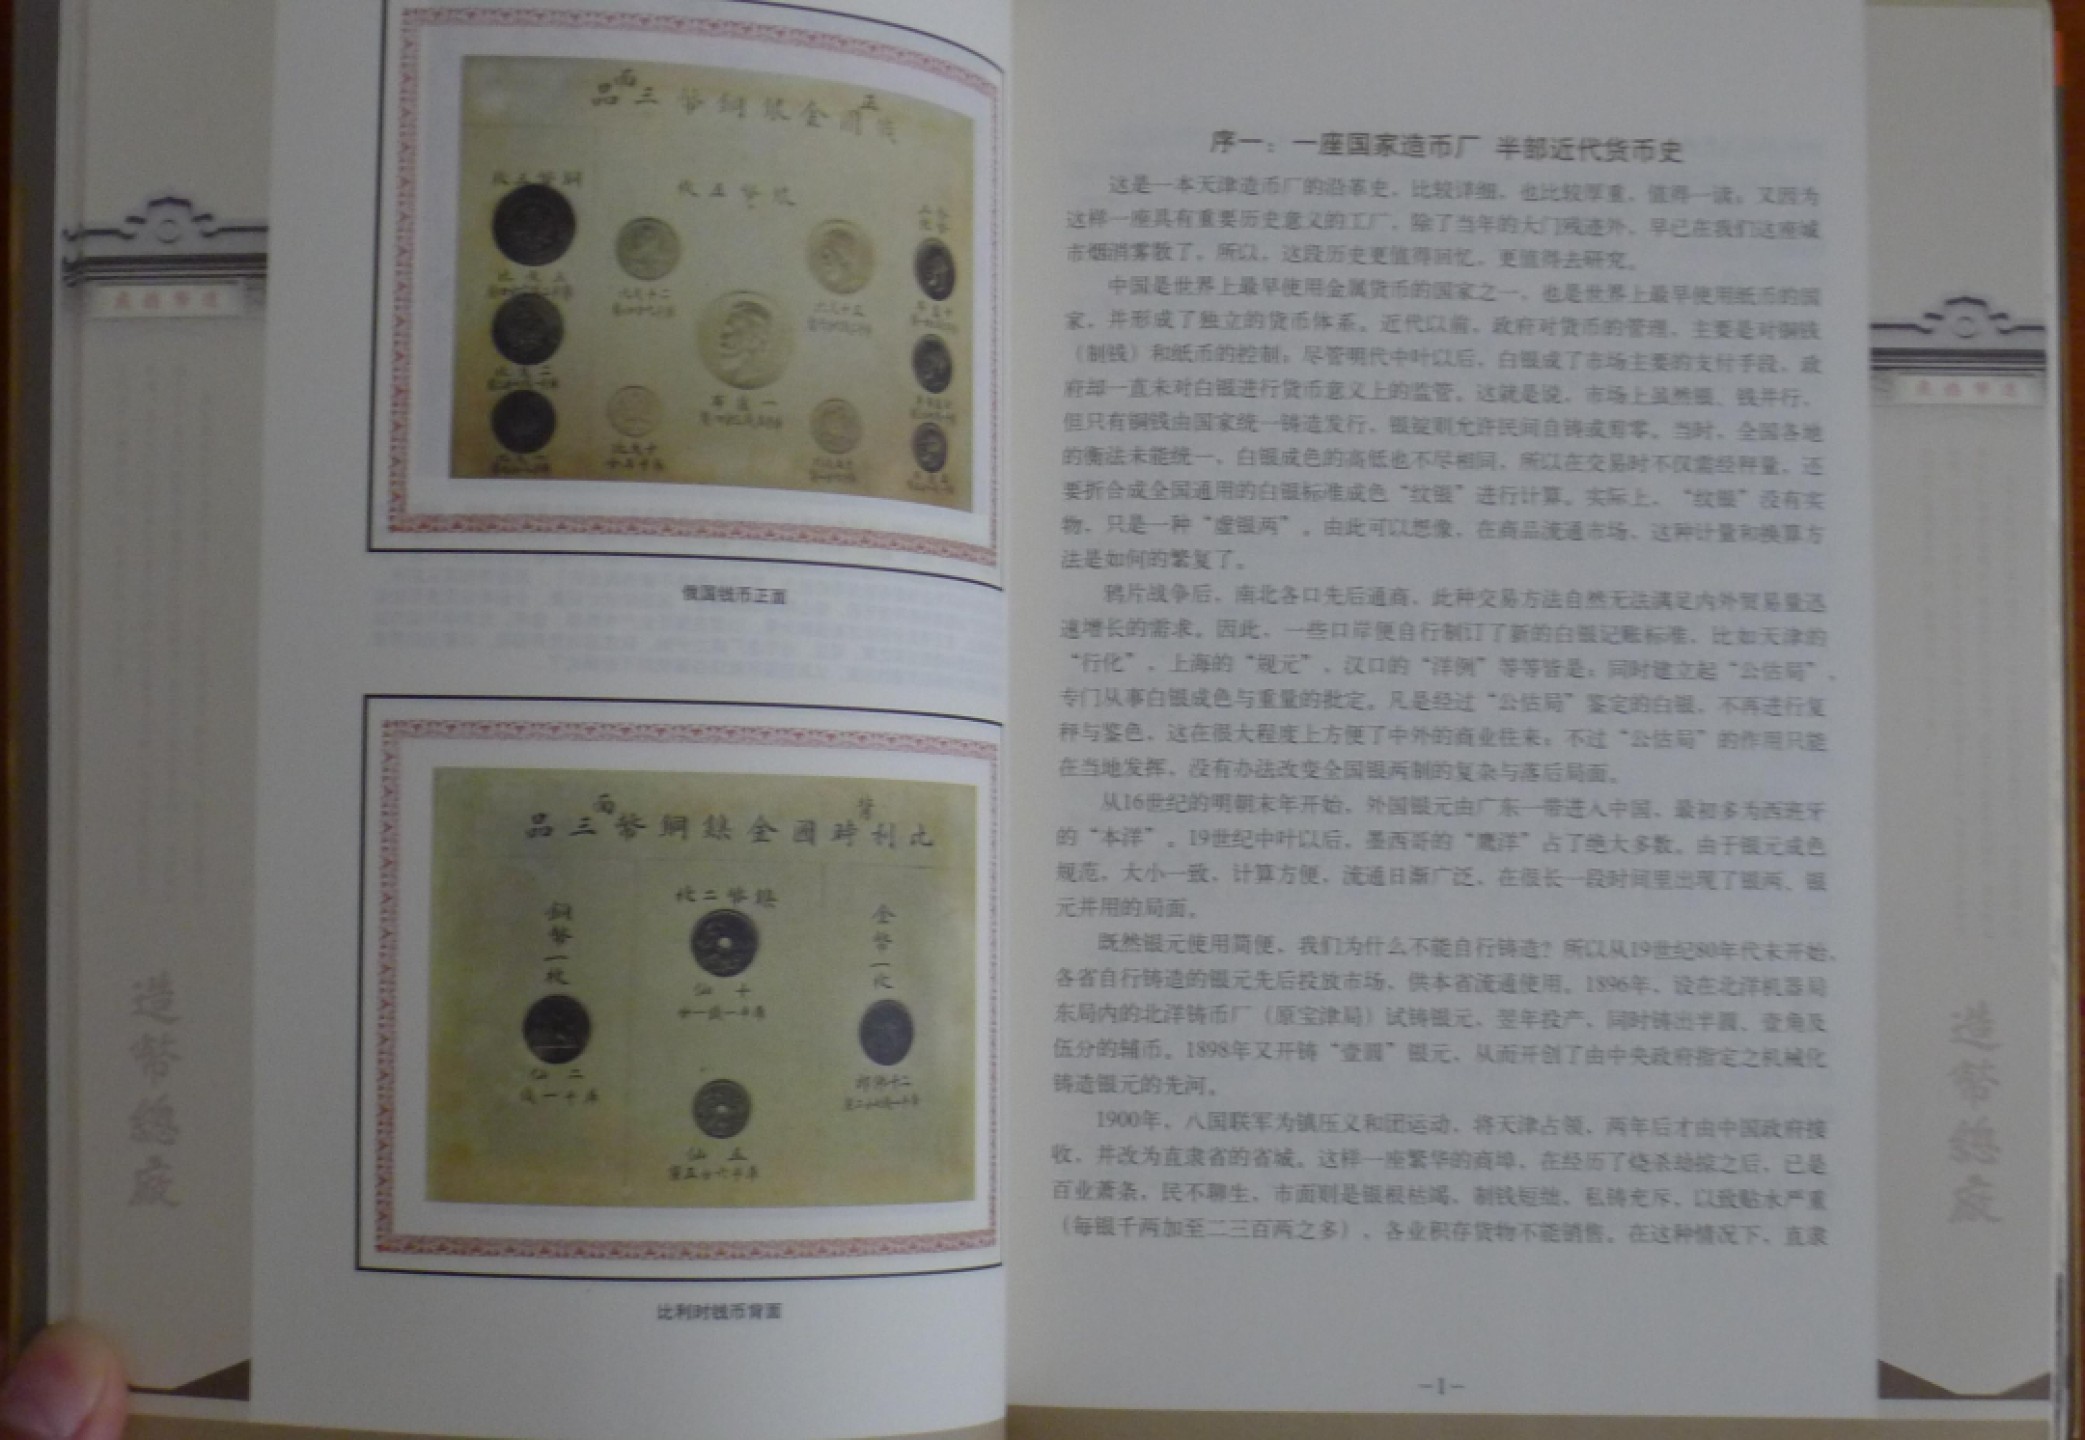 俄国钱币正面
品三面幣銅鎳金國時利比背
銅幣一枚
二仙
鎳幣二枚
十仙
五仙
金幣一枚
比利时钱币背面
造幣總廠
序一：一座国家造币厂 半部近代货币史
这是一本天津造币厂的沿革史，比较详细，也比较厚重，值得一读。又因为
这样一座具有重要历史意义的工厂，除了当年的大门残迹外，早已在我们这座城
市烟消雾散了，所以，这段历史更值得回忆，更值得去研究。
中国是世界上最早使用金属货币的国家之一，也是世界上最早使用纸币的国
家，并形成了独立的货币体系。近代以前，政府对货币的管理，主要是对铜钱
（制钱）和纸币的控制；尽管明代中叶以后，白银成了市场主要的支付手段，政
府却一直未对白银进行货币意义上的监管。这就是说，市场上虽然银、钱并行，
但只有铜钱由国家统一铸造发行，银锭则允许民间自铸或剪零。当时，全国各地
的衡法未能统一，白银成色的高低也不尽相同，所以在交易时不仅需经秤量，还
要折合成全国通用的白银标准成色“纹银”进行计算。实际上，“纹银”没有实
物，只是一种“虚银两”。由此可以想像，在商品流通市场，这种计量和换算方
法是如何的繁复了。
鸦片战争后，南北各口先后通商，此种交易方法自然无法满足内外贸易量迅
速增长的需求。因此，一些口岸便自行制订了新的白银记账标准，比如天津的
“行化”，上海的“规元”，汉口的“洋例”等等皆是；同时建立起“公估局”，
专门从事白银成色与重量的批定。凡是经过“公估局”鉴定的白银，不再进行复
秤与鉴色，这在很大程度上方便了中外的商业往来；不过“公估局”的作用只能
在当地发挥，没有办法改变全国银两制的复杂与落后局面。
从16世纪的明朝末年开始，外国银元由广东一带进入中国，最初多为西班牙
的“本洋”。19世纪中叶以后，墨西哥的“鹰洋”占了绝大多数。由于银元成色
规范，大小一致，计算方便，流通日渐广泛，在很长一段时间里出现了银两、银
元并用的局面。
既然银元使用简便，我们为什么不能自行铸造？所以从19世纪80年代末开始，
各省自行铸造的银元先后投放市场，供本省流通使用。1896年，设在北洋机器局
东局内的北洋铸币厂（原宝津局）试铸银元，翌年投产，同时铸出半圆、壹角及
伍分的辅币。1898年又开铸“壹圆”银元，从而开创了由中央政府指定之机械化
铸造银元的先河。
1900年，八国联军为镇压义和团运动，将天津占领，两年后才由中国政府接
收，并改为直隶省的省城。这样一座繁华的商埠，在经历了烧杀劫掠之后，已是
百业萧条，民不聊生，市面则是银根枯竭，制钱短绌，私铸充斥，以致贴水严重
（每银千两加至二三百两之多），各业积存货物不能销售。在这种情况下，直隶
－1－
造幣總廠